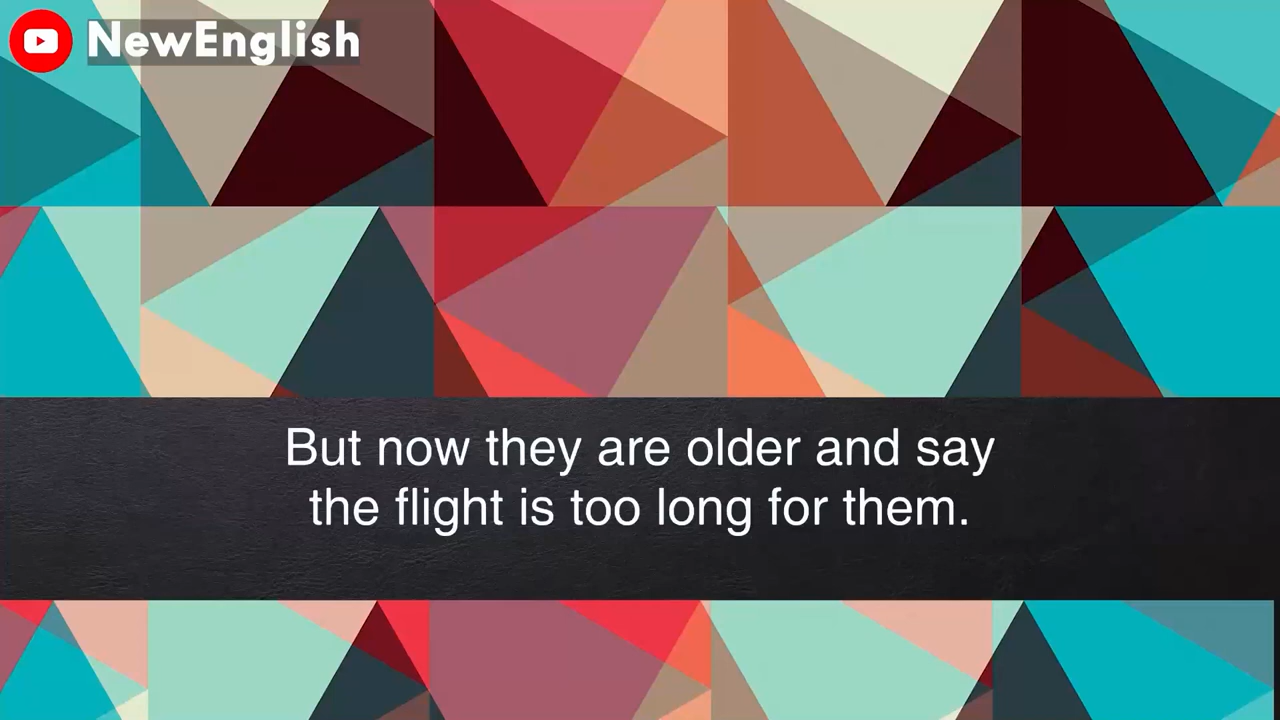 NewEnglish
But now they are older and say
the flight is too long for them.